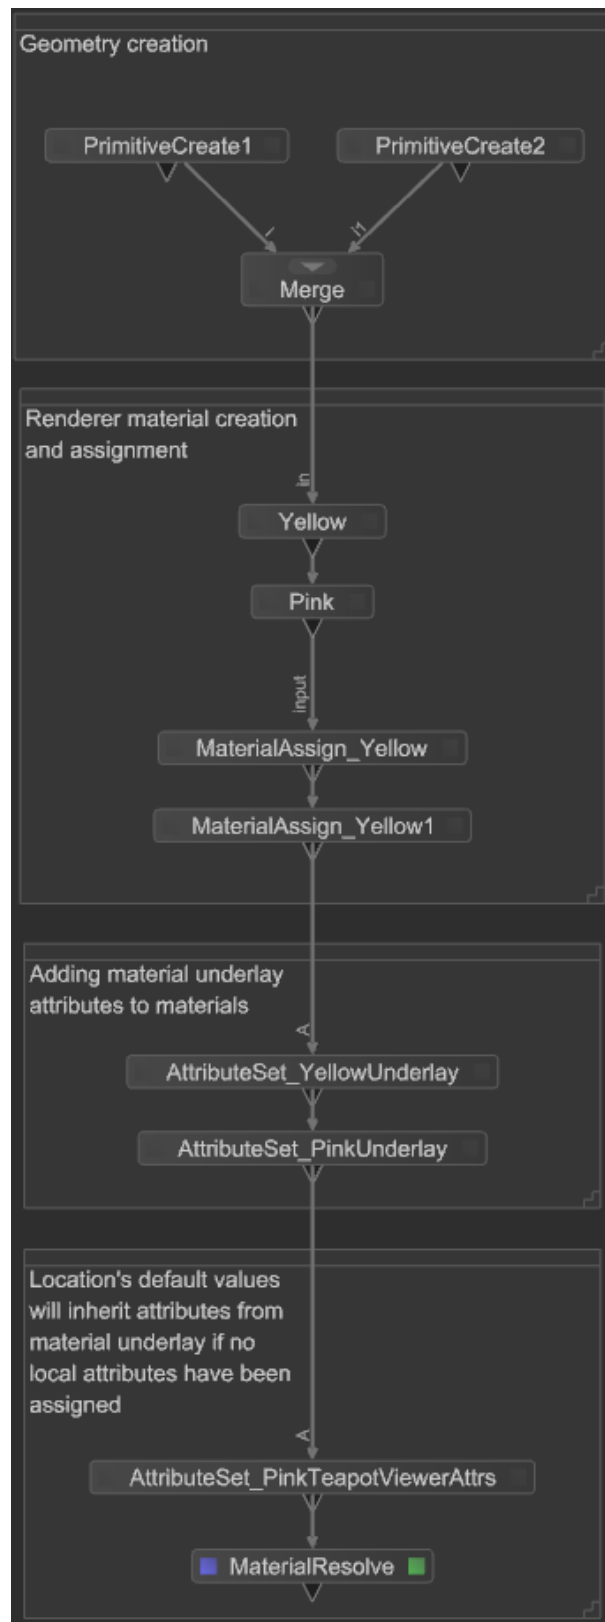 Geometry creation
PrimitiveCreate1
PrimitiveCreate2
i
i1
Merge
Renderer material creation
and assignment
in
Yellow
Pink
input
MaterialAssign_Yellow
MaterialAssign_Yellow1
Adding material underlay
attributes to materials
A
AttributeSet_YellowUnderlay
AttributeSet_PinkUnderlay
Location's default values
will inherit attributes from
material underlay if no
local attributes have been
assigned
A
AttributeSet_PinkTeapotViewerAttrs
MaterialResolve